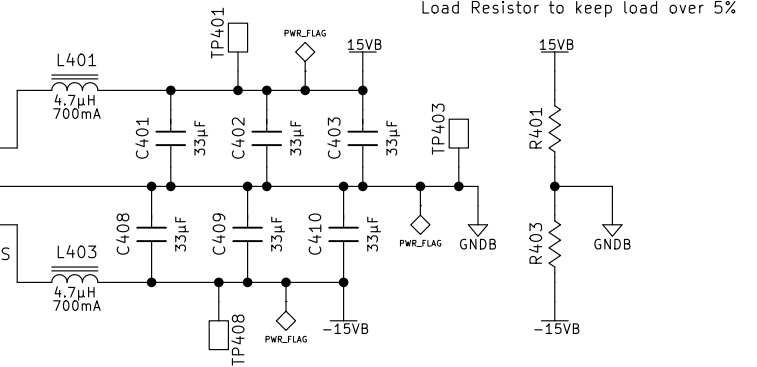 Load Resistor to keep load over 5%
TP401
PWR_FLAG
15VB
15VB
L401
4.7µH
700mA
C401
33µF
C402
33µF
C403
33µF
TP403
R401
C408
33µF
C409
33µF
C410
33µF
PWR_FLAG
GNDB
R403
GNDB
S
L403
4.7µH
700mA
TP408
PWR_FLAG
-15VB
-15VB